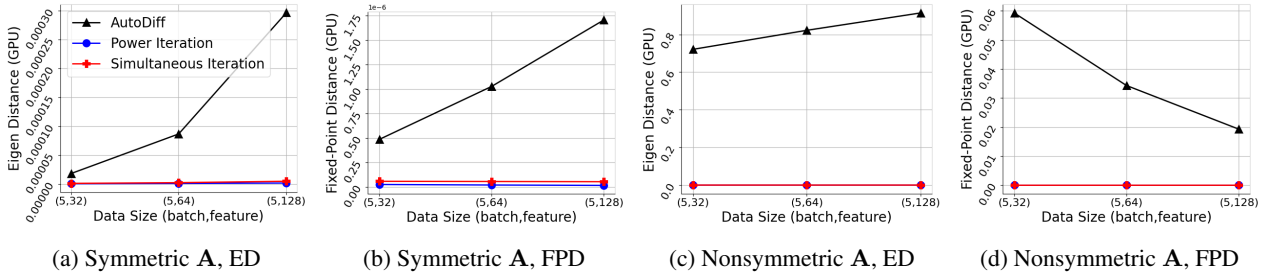 Eigen Distance (GPU)
0.00030
0.00025
0.00020
0.00015
0.00010
0.00005
0.00000
AutoDiff
Power Iteration
Simultaneous Iteration
(5,32) (5,64) (5,128)
Data Size (batch,feature)
(a) Symmetric A, ED
1e-6
Fixed-Point Distance (GPU)
1.75
1.50
1.25
1.00
0.75
0.50
0.25
0.00
(5,32) (5,64) (5,128)
Data Size (batch,feature)
(b) Symmetric A, FPD
Eigen Distance (GPU)
0.8
0.6
0.4
0.2
0.0
(5,32) (5,64) (5,128)
Data Size (batch,feature)
(c) Nonsymmetric A, ED
Fixed-Point Distance (GPU)
0.06
0.05
0.04
0.03
0.02
0.01
0.00
(5,32) (5,64) (5,128)
Data Size (batch,feature)
(d) Nonsymmetric A, FPD